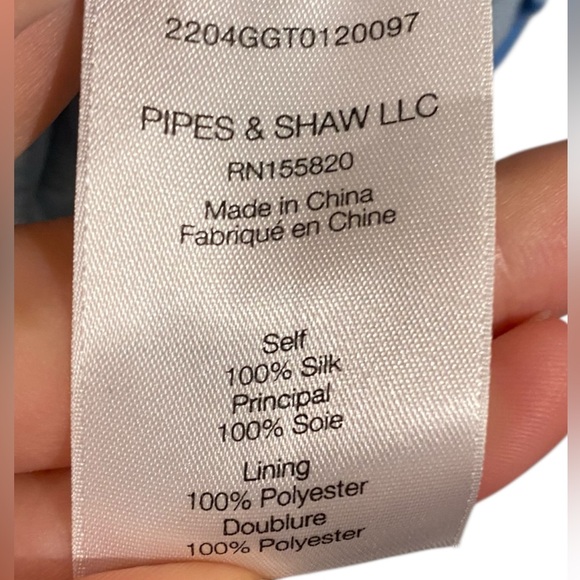 2204GGT0120097
PIPES & SHAW LLC
RN155820
Made in China
Fabriqué en Chine
Self
100% Silk
Principal
100% Soie
Lining
100% Polyester
Doublure
100% Polyester